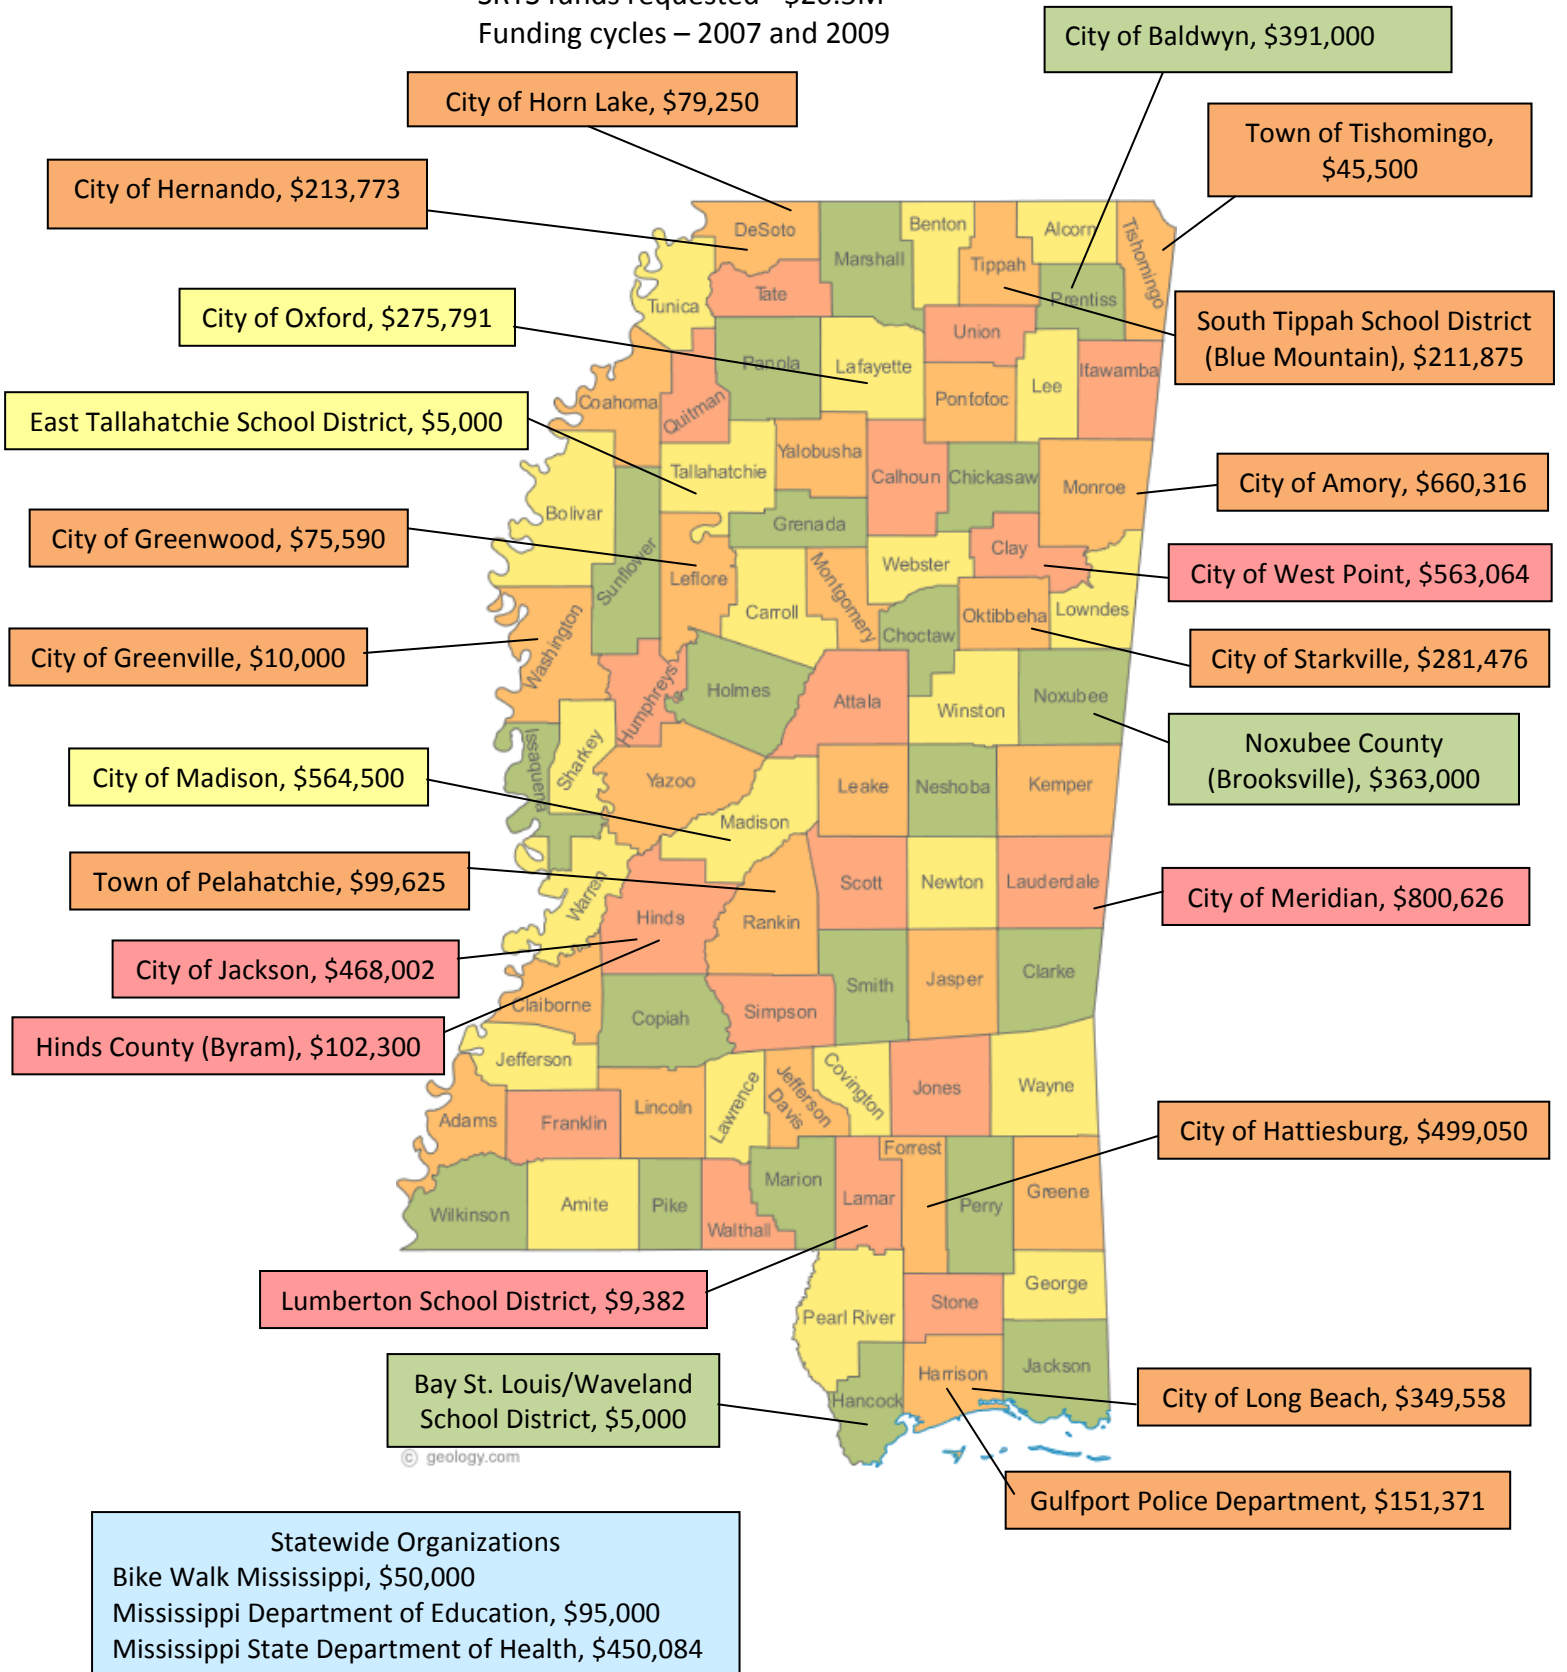 SRTS funds requested - $20.3M
Funding cycles – 2007 and 2009
City of Baldwyn, $391,000
City of Horn Lake, $79,250
Town of Tishomingo,
$45,500
City of Hernando, $213,773
South Tippah School District
(Blue Mountain), $211,875
City of Oxford, $275,791
East Tallahatchie School District, $5,000
City of Amory, $660,316
City of Greenwood, $75,590
City of West Point, $563,064
City of Greenville, $10,000
City of Starkville, $281,476
Noxubee County
(Brooksville), $363,000
City of Madison, $564,500
Town of Pelahatchie, $99,625
City of Meridian, $800,626
City of Jackson, $468,002
Hinds County (Byram), $102,300
City of Hattiesburg, $499,050
Lumberton School District, $9,382
Bay St. Louis/Waveland
School District, $5,000
City of Long Beach, $349,558
Gulfport Police Department, $151,371
DeSoto
Marshall
Benton
Tippah
Alcorn
Tishomingo
Prentiss
Tunica
Tate
Union
Panola
Lafayette
Pontotoc
Lee
Itawamba
Coahoma
Quitman
Tallahatchie
Yalobusha
Calhoun
Chickasaw
Monroe
Bolivar
Sunflower
Grenada
Leflore
Carroll
Montgomery
Webster
Clay
Choctaw
Oktibbeha
Lowndes
Washington
Humphreys
Holmes
Attala
Winston
Noxubee
Issaquena
Sharkey
Yazoo
Madison
Leake
Neshoba
Kemper
Warren
Hinds
Rankin
Scott
Newton
Lauderdale
Claiborne
Copiah
Simpson
Smith
Jasper
Clarke
Jefferson
Adams
Franklin
Lincoln
Lawrence
Jefferson
Davis
Covington
Jones
Wayne
Wilkinson
Amite
Pike
Walthall
Marion
Lamar
Forrest
Perry
Greene
Pearl River
Stone
George
Hancock
Harrison
Jackson
© geology.com
Statewide Organizations
Bike Walk Mississippi, $50,000
Mississippi Department of Education, $95,000
Mississippi State Department of Health, $450,084